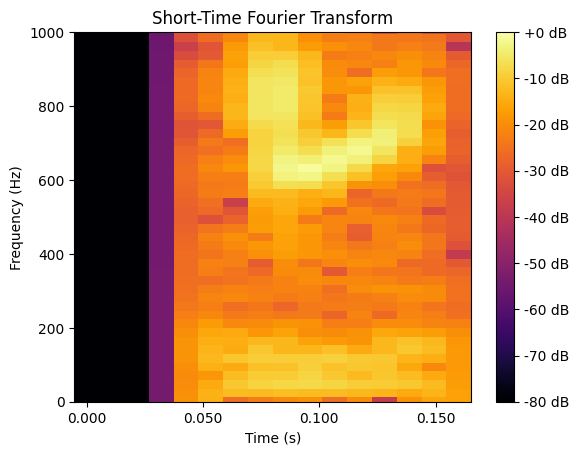 Short-Time Fourier Transform
1000
800
600
400
200
0
Frequency (Hz)
0.000
0.050
0.100
0.150
Time (s)
+0 dB
-10 dB
-20 dB
-30 dB
-40 dB
-50 dB
-60 dB
-70 dB
-80 dB